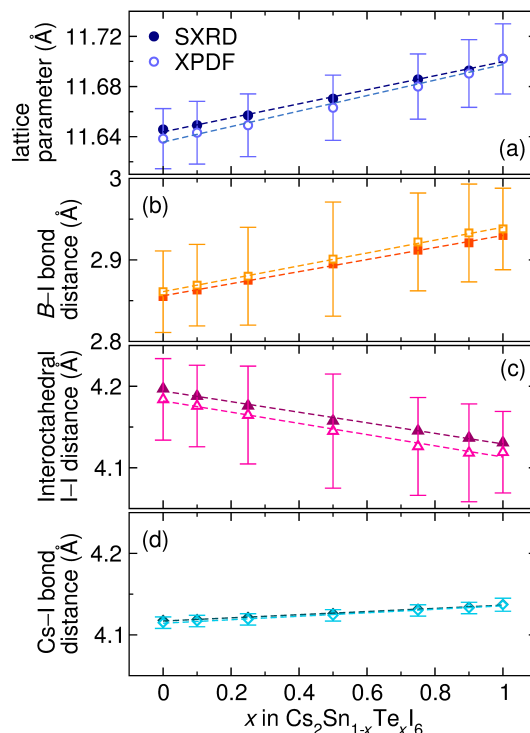 11.72
11.68
11.64
lattice
parameter (Å)
SXRD
XPDF
(a)
3
2.9
2.8
B–I bond
distance (Å)
(b)
4.2
4.1
Interoctahedral
I–I distance (Å)
(c)
4.2
4.1
Cs–I bond
distance (Å)
(d)
0 0.2 0.4 0.6 0.8 1
x in Cs₂Sn₁₋ₓTeₓI₆